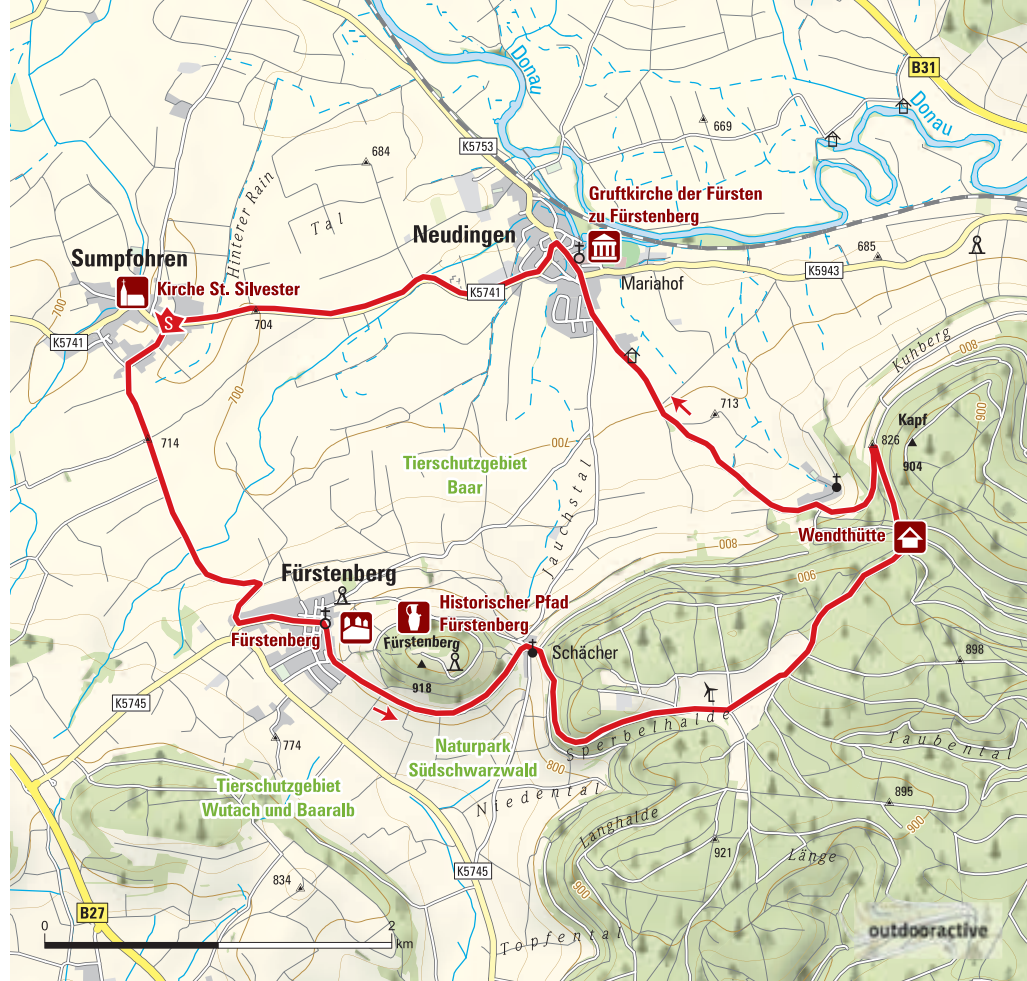 Donau
B31
Donau
669
K5753
684
Hinterer Rain
Tal
Gruftkirche der Fürsten
zu Fürstenberg
Neudingen
685
K5943
Mariahof
Sumpfohren
Kirche St. Silvester
700
K5741
S
704
K5741
700
Kuhberg
800
900
Kapf
826
904
713
700
714
Tierschutzgebiet
Baar
Jauchstal
Wendthütte
800
900
Fürstenberg
Historischer Pfad
Fürstenberg
Fürstenberg
Fürstenberg
918
Schächer
898
K5745
Sperbelhalde
Taubental
774
Naturpark
Südschwarzwald
800
Tierschutzgebiet
Wutach und Baaralb
Niedental
895
900
Langhalde
921
Länge
K5745
834
900
B27
Topfental
0
2
km
outdooractive